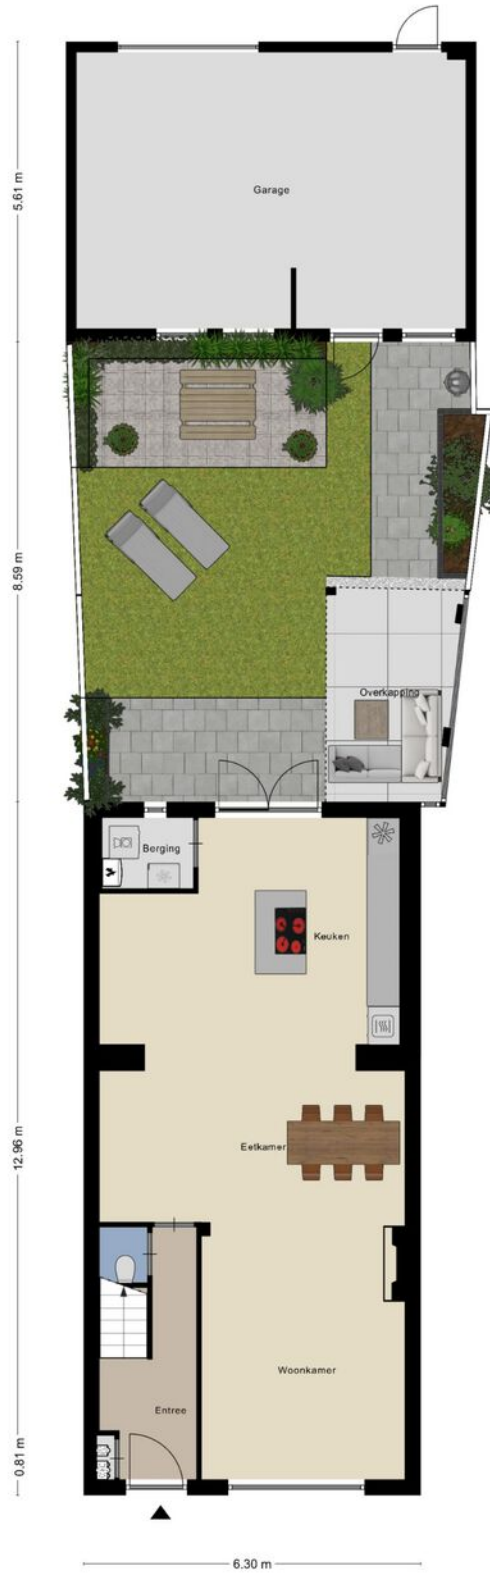 Garage
5.61 m
8.59 m
Overkapping
Berging
Keuken
Eetkamer
12.96 m
Woonkamer
Entree
0.81 m
6.30 m